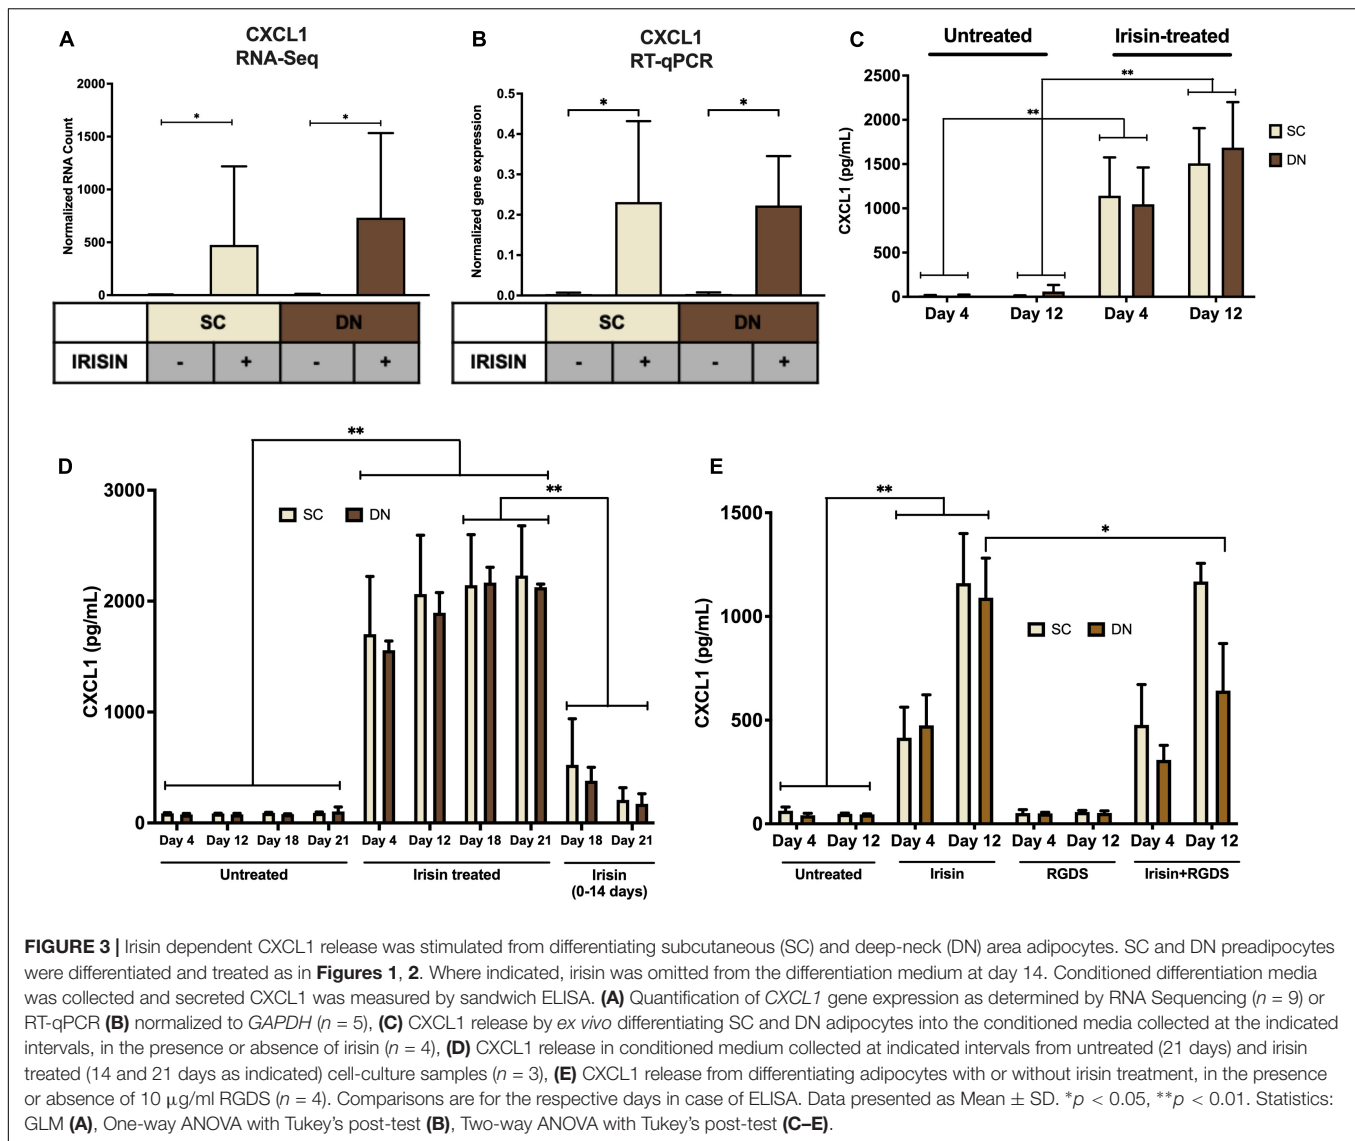 A
CXCL1
RNA-Seq
Normalized RNA Count
2000
1500
1000
500
0
*
*
SC
DN
IRISIN
-
+
-
+
B
CXCL1
RT-qPCR
Normalized gene expression
0.5
0.4
0.3
0.2
0.1
0.0
*
*
SC
DN
IRISIN
-
+
-
+
C
Untreated
Irisin-treated
CXCL1 (pg/mL)
2500
2000
1500
1000
500
0
**
**
SC
DN
Day 4
Day 12
Day 4
Day 12
D
CXCL1 (pg/mL)
3000
2000
1000
0
**
**
SC
DN
Day 4
Day 12
Day 18
Day 21
Day 4
Day 12
Day 18
Day 21
Day 18
Day 21
Untreated
Irisin treated
Irisin
(0-14 days)
E
CXCL1 (pg/mL)
1500
1000
500
0
**
*
SC
DN
Day 4
Day 12
Day 4
Day 12
Day 4
Day 12
Day 4
Day 12
Untreated
Irisin
RGDS
Irisin+RGDS
FIGURE 3 | Irisin dependent CXCL1 release was stimulated from differentiating subcutaneous (SC) and deep-neck (DN) area adipocytes. SC and DN preadipocytes
were differentiated and treated as in Figures 1, 2. Where indicated, irisin was omitted from the differentiation medium at day 14. Conditioned differentiation media
was collected and secreted CXCL1 was measured by sandwich ELISA. (A) Quantification of CXCL1 gene expression as determined by RNA Sequencing (n = 9) or
RT-qPCR (B) normalized to GAPDH (n = 5), (C) CXCL1 release by ex vivo differentiating SC and DN adipocytes into the conditioned media collected at the indicated
intervals, in the presence or absence of irisin (n = 4), (D) CXCL1 release in conditioned medium collected at indicated intervals from untreated (21 days) and irisin
treated (14 and 21 days as indicated) cell-culture samples (n = 3), (E) CXCL1 release from differentiating adipocytes with or without irisin treatment, in the presence
or absence of 10 μg/ml RGDS (n = 4). Comparisons are for the respective days in case of ELISA. Data presented as Mean ± SD. *p < 0.05, **p < 0.01. Statistics:
GLM (A), One-way ANOVA with Tukey's post-test (B), Two-way ANOVA with Tukey's post-test (C–E).